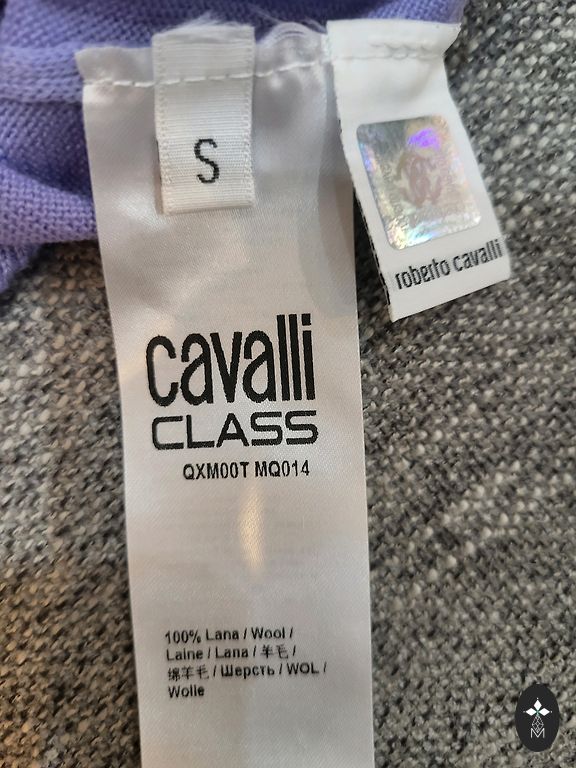 S
roberto cavalli
cavalli
CLASS
QXM00T MQ014
100% Lana / Wool /
Laine / Lana / 羊毛 /
绵羊毛 / Шерсть / WOL /
Wolle
M